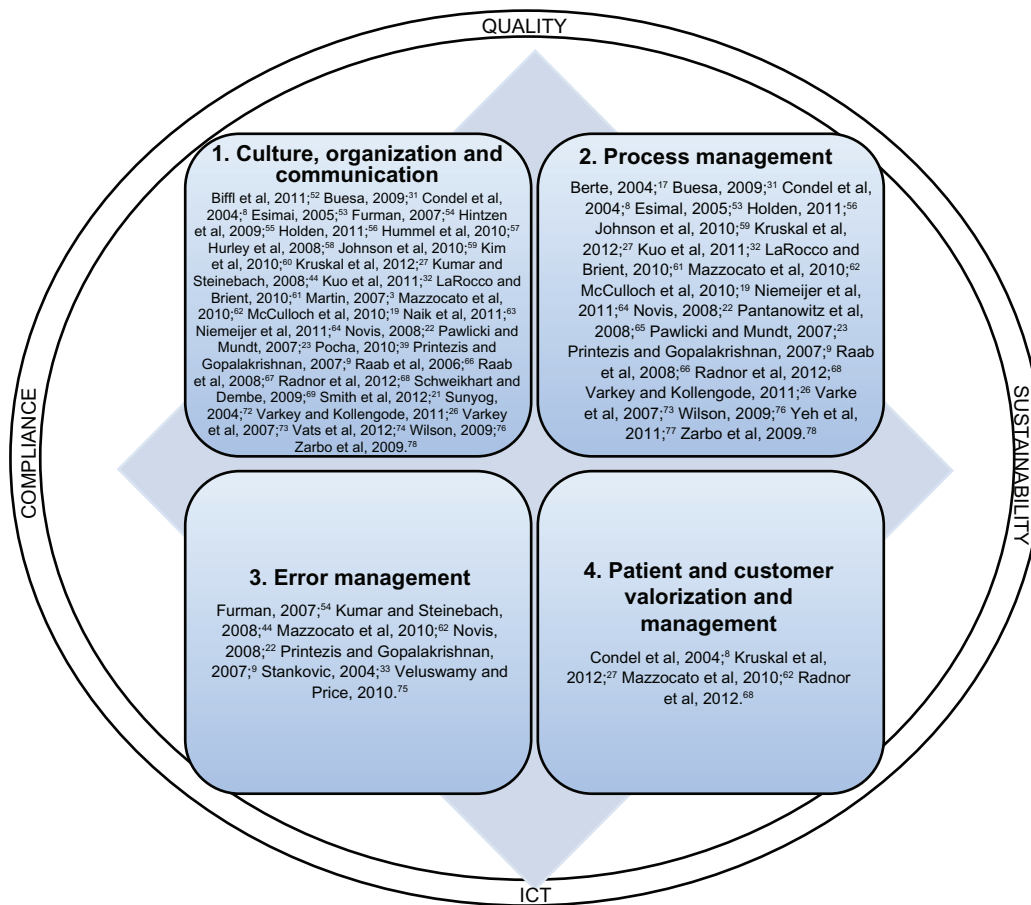 QUALITY
1. Culture, organization and
communication
Biffl et al, 2011;52 Buesa, 2009;31 Condel et al,
2004;8 Esimai, 2005;53 Furman, 2007;54 Hintzen
et al, 2009;55 Holden, 2011;56 Hummel et al, 2010;57
Hurley et al, 2008;58 Johnson et al, 2010;59 Kim
et al, 2010;60 Kruskal et al, 2012;27 Kumar and
Steinebach, 2008;44 Kuo et al, 2011;32 LaRocco and
Brient, 2010;61 Martin, 2007;3 Mazzocato et al,
2010;62 McCulloch et al, 2010;19 Naik et al, 2011;63
Niemeijer et al, 2011;64 Novis, 2008;22 Pawlicki and
Mundt, 2007;23 Pocha, 2010;39 Printezis and
Gopalakrishnan, 2007;9 Raab et al, 2006;66 Raab
et al, 2008;67 Radnor et al, 2012;68 Schweikhart and
Dembe, 2009;69 Smith et al, 2012;21 Sunyog,
2004;72 Varkey and Kollengode, 2011;26 Varkey
et al, 2007;73 Vats et al, 2012;74 Wilson, 2009;76
Zarbo et al, 2009.78
2. Process management
Berte, 2004;17 Buesa, 2009;31 Condel et al,
2004;8 Esimal, 2005;53 Holden, 2011;56
Johnson et al, 2010;59 Kruskal et al,
2012;27 Kuo et al, 2011;32 LaRocco and
Brient, 2010;61 Mazzocato et al, 2010;62
McCulloch et al, 2010;19 Niemeijer et al,
2011;64 Novis, 2008;22 Pantanowitz et al,
2008;65 Pawlicki and Mundt, 2007;23
Printezis and Gopalakrishnan, 2007;9 Raab
et al, 2008;66 Radnor et al, 2012;68
Varkey and Kollengode, 2011;26 Varke
et al, 2007;73 Wilson, 2009;76 Yeh et al,
2011;77 Zarbo et al, 2009.78
COMPLIANCE
SUSTAINABILITY
3. Error management
Furman, 2007;54 Kumar and Steinebach,
2008;44 Mazzocato et al, 2010;62 Novis,
2008;22 Printezis and Gopalakrishnan,
2007;9 Stankovic, 2004;33 Veluswamy and
Price, 2010.75
4. Patient and customer
valorization and
management
Condel et al, 2004;8 Kruskal et al,
2012;27 Mazzocato et al, 2010;62 Radnor
et al, 2012.68
ICT